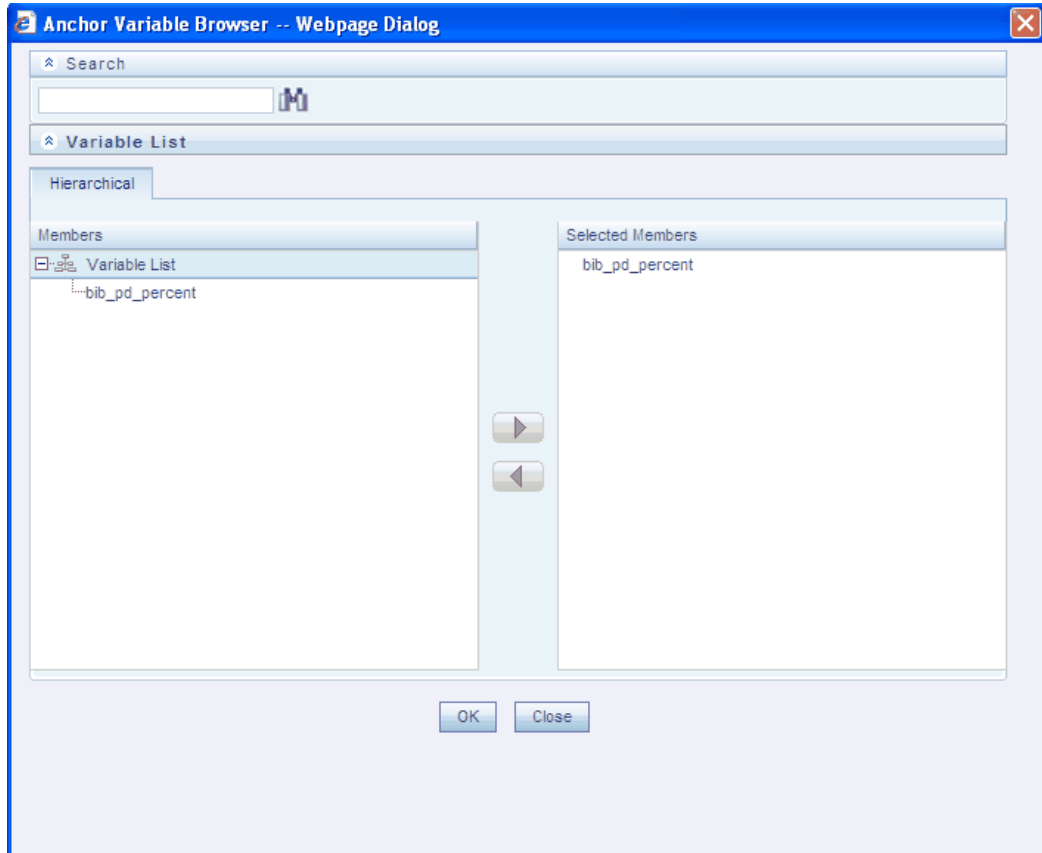 Anchor Variable Browser -- Webpage Dialog
Search
Variable List
Hierarchical
Members
Selected Members
Variable List
bib_pd_percent
bib_pd_percent
OK
Close